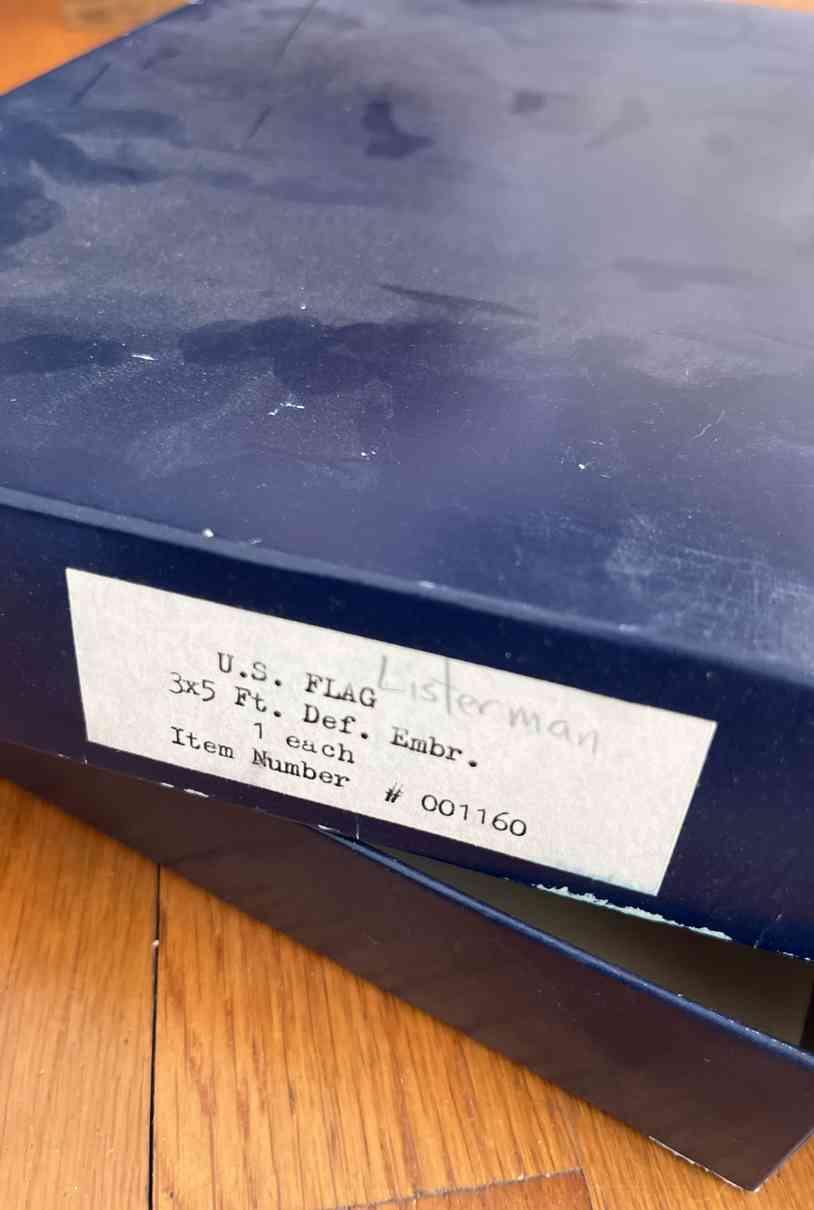 Listerman
U.S. FLAG
3x5 Ft. Def. Embr.
1 each
Item Number # 001160